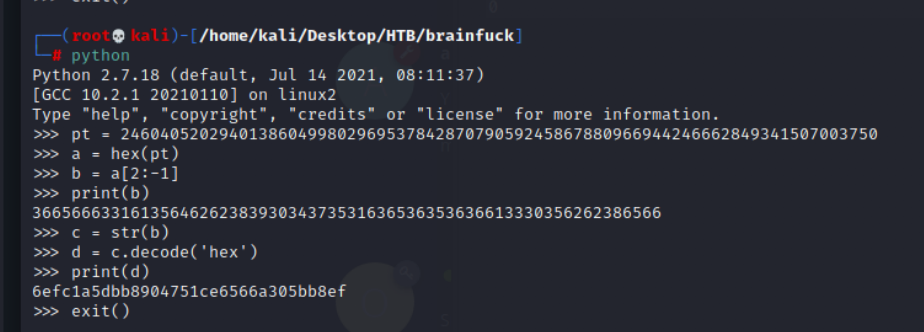 >>> exit()
┌──(root💀kali)-[/home/kali/Desktop/HTB/brainfuck]
└─# python
Python 2.7.18 (default, Jul 14 2021, 08:11:37)
[GCC 10.2.1 20210110] on linux2
Type "help", "copyright", "credits" or "license" for more information.
>>> pt = 24604052029401386049980296953784287079059245867880966944246662849341507003750
>>> a = hex(pt)
>>> b = a[2:-1]
>>> print(b)
3665666331613564626238393034373531636536353636613330356262386566
>>> c = str(b)
>>> d = c.decode('hex')
>>> print(d)
6efc1a5dbb8904751ce6566a305bb8ef
>>> exit()